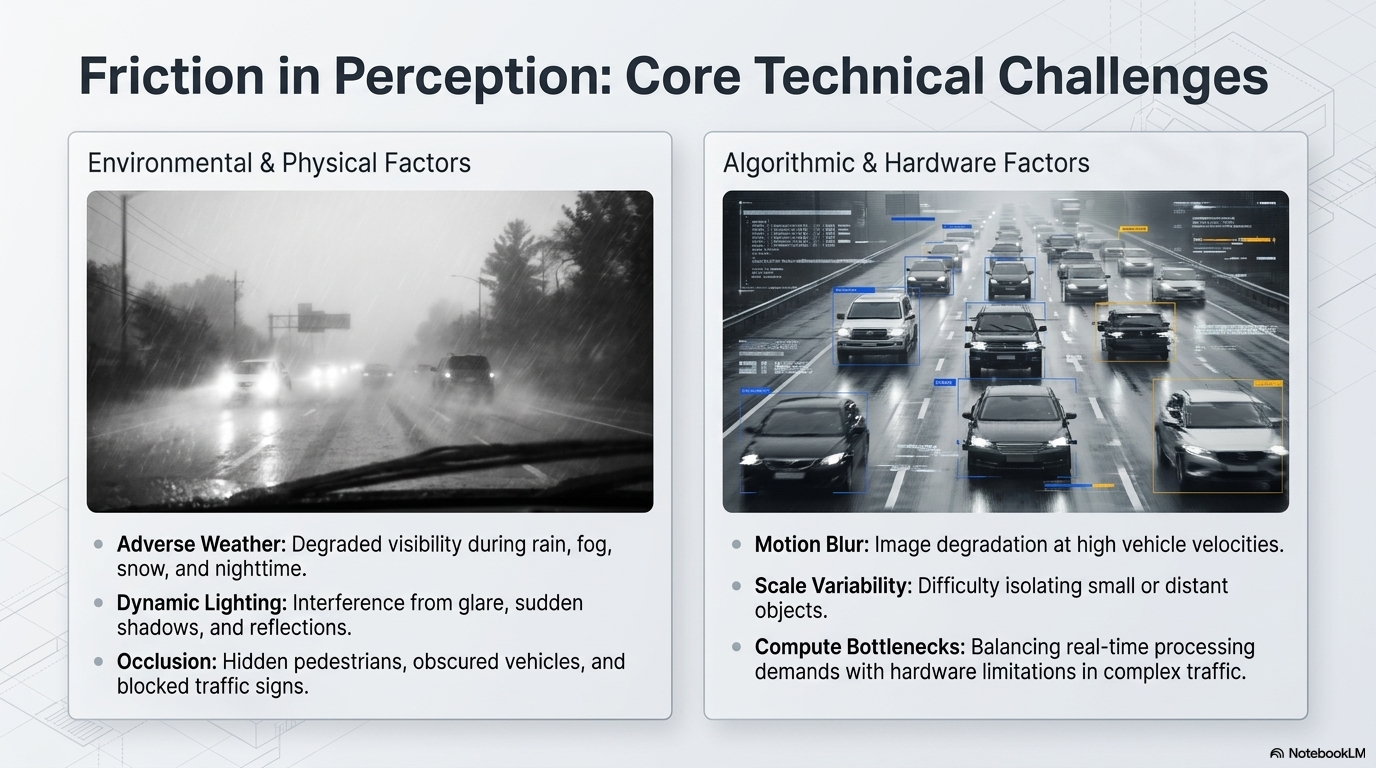 Friction in Perception: Core Technical Challenges
Environmental & Physical Factors
Adverse Weather: Degraded visibility during rain, fog,
snow, and nighttime.
Dynamic Lighting: Interference from glare, sudden
shadows, and reflections.
Occlusion: Hidden pedestrians, obscured vehicles, and
blocked traffic signs.
Algorithmic & Hardware Factors
Motion Blur: Image degradation at high vehicle velocities.
Scale Variability: Difficulty isolating small or distant
objects.
Compute Bottlenecks: Balancing real-time processing
demands with hardware limitations in complex traffic.
NotebookLM